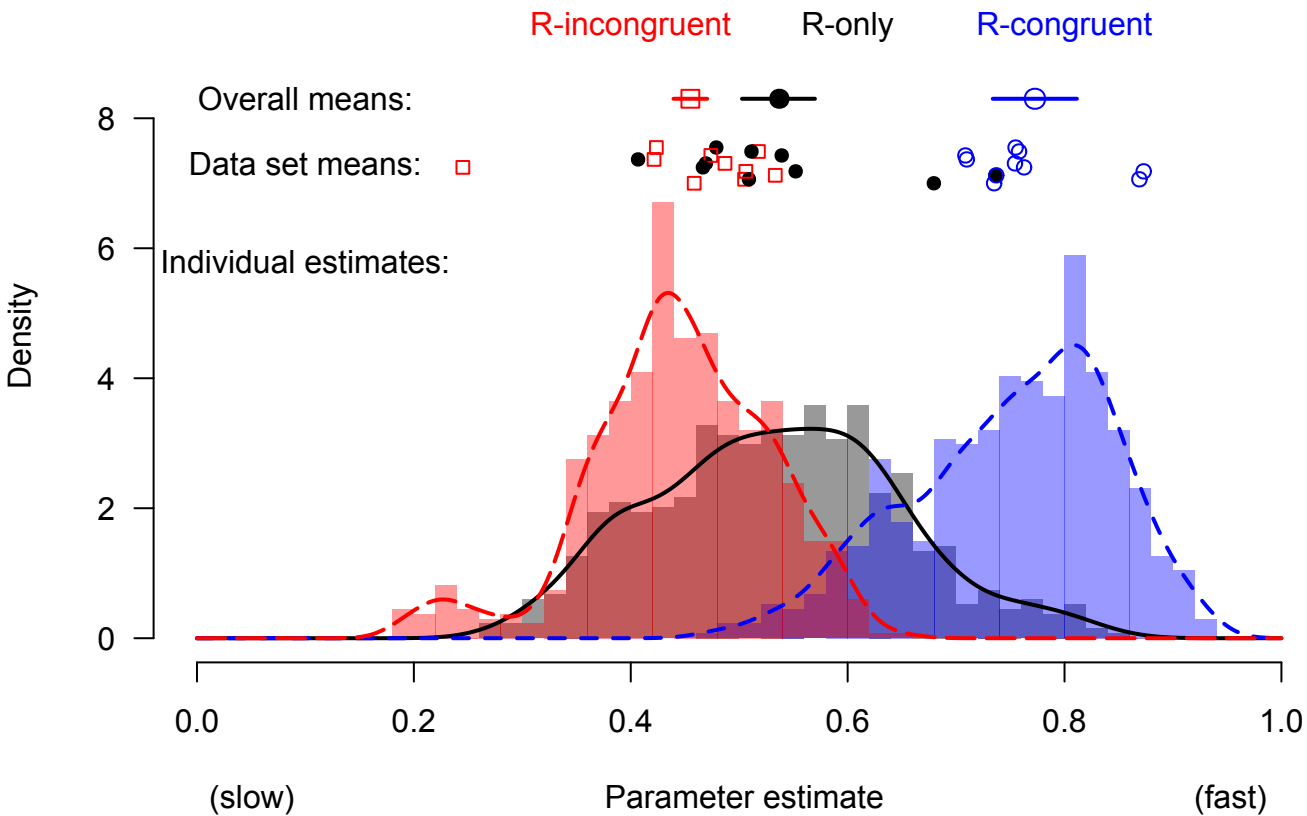 R-incongruent R-only R-congruent
Overall means:
8
Data set means:
6
Individual estimates:
Density
4
2
0
0.0 0.2 0.4 0.6 0.8 1.0
(slow) Parameter estimate (fast)